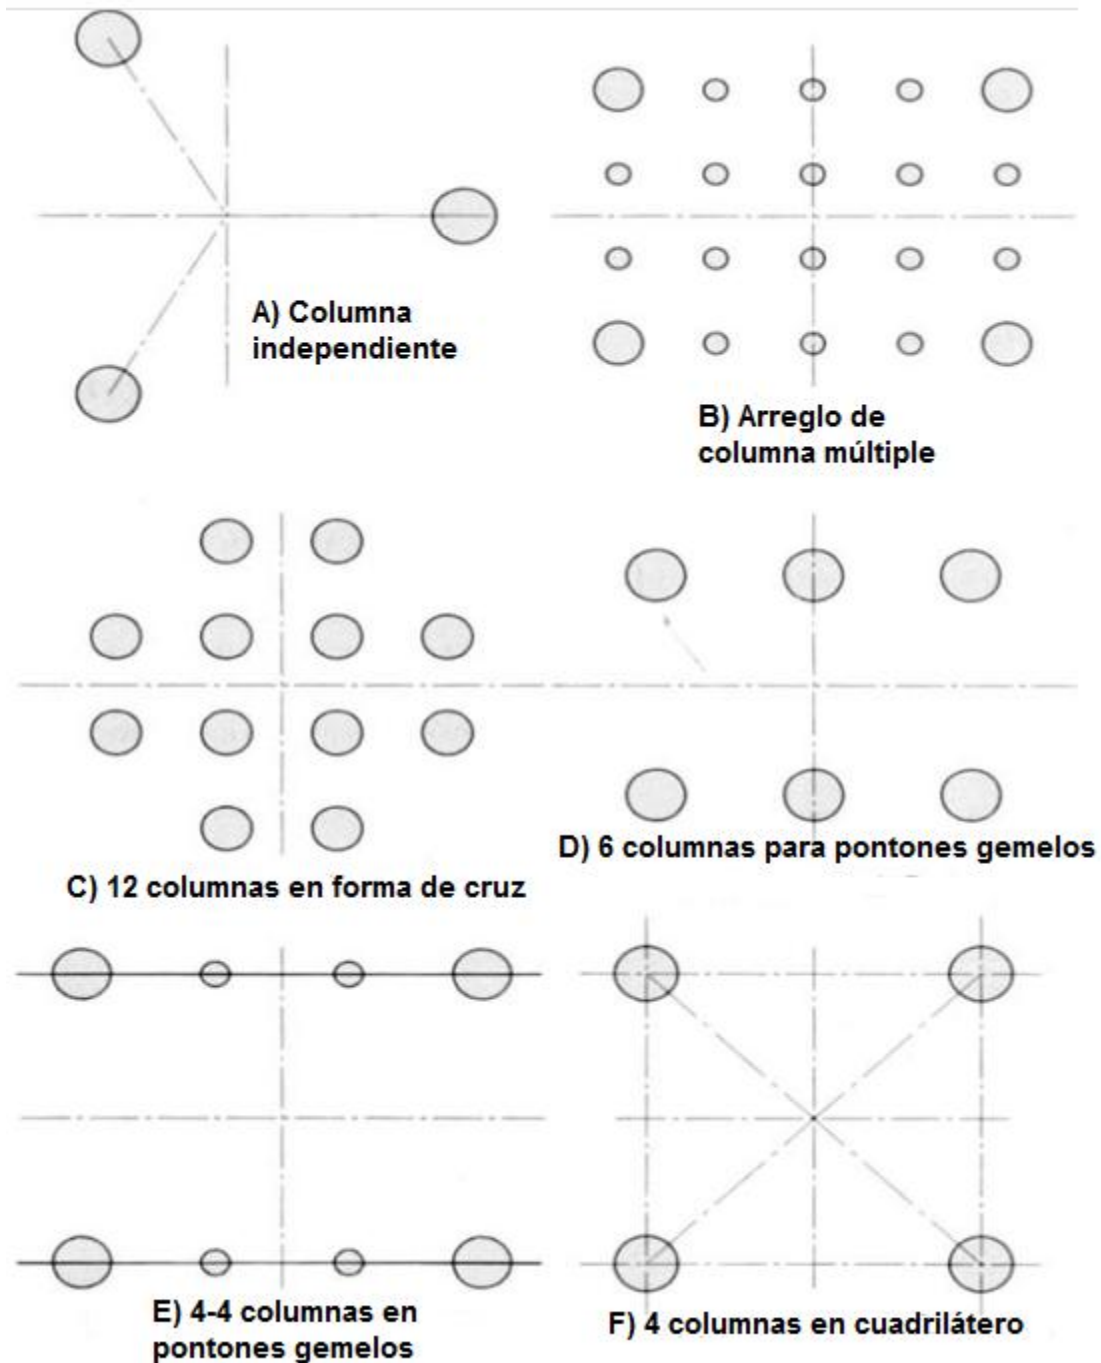 A) Columna
independiente
B) Arreglo de
columna múltiple
C) 12 columnas en forma de cruz
D) 6 columnas para pontones gemelos
E) 4-4 columnas en
pontones gemelos
F) 4 columnas en cuadrilátero